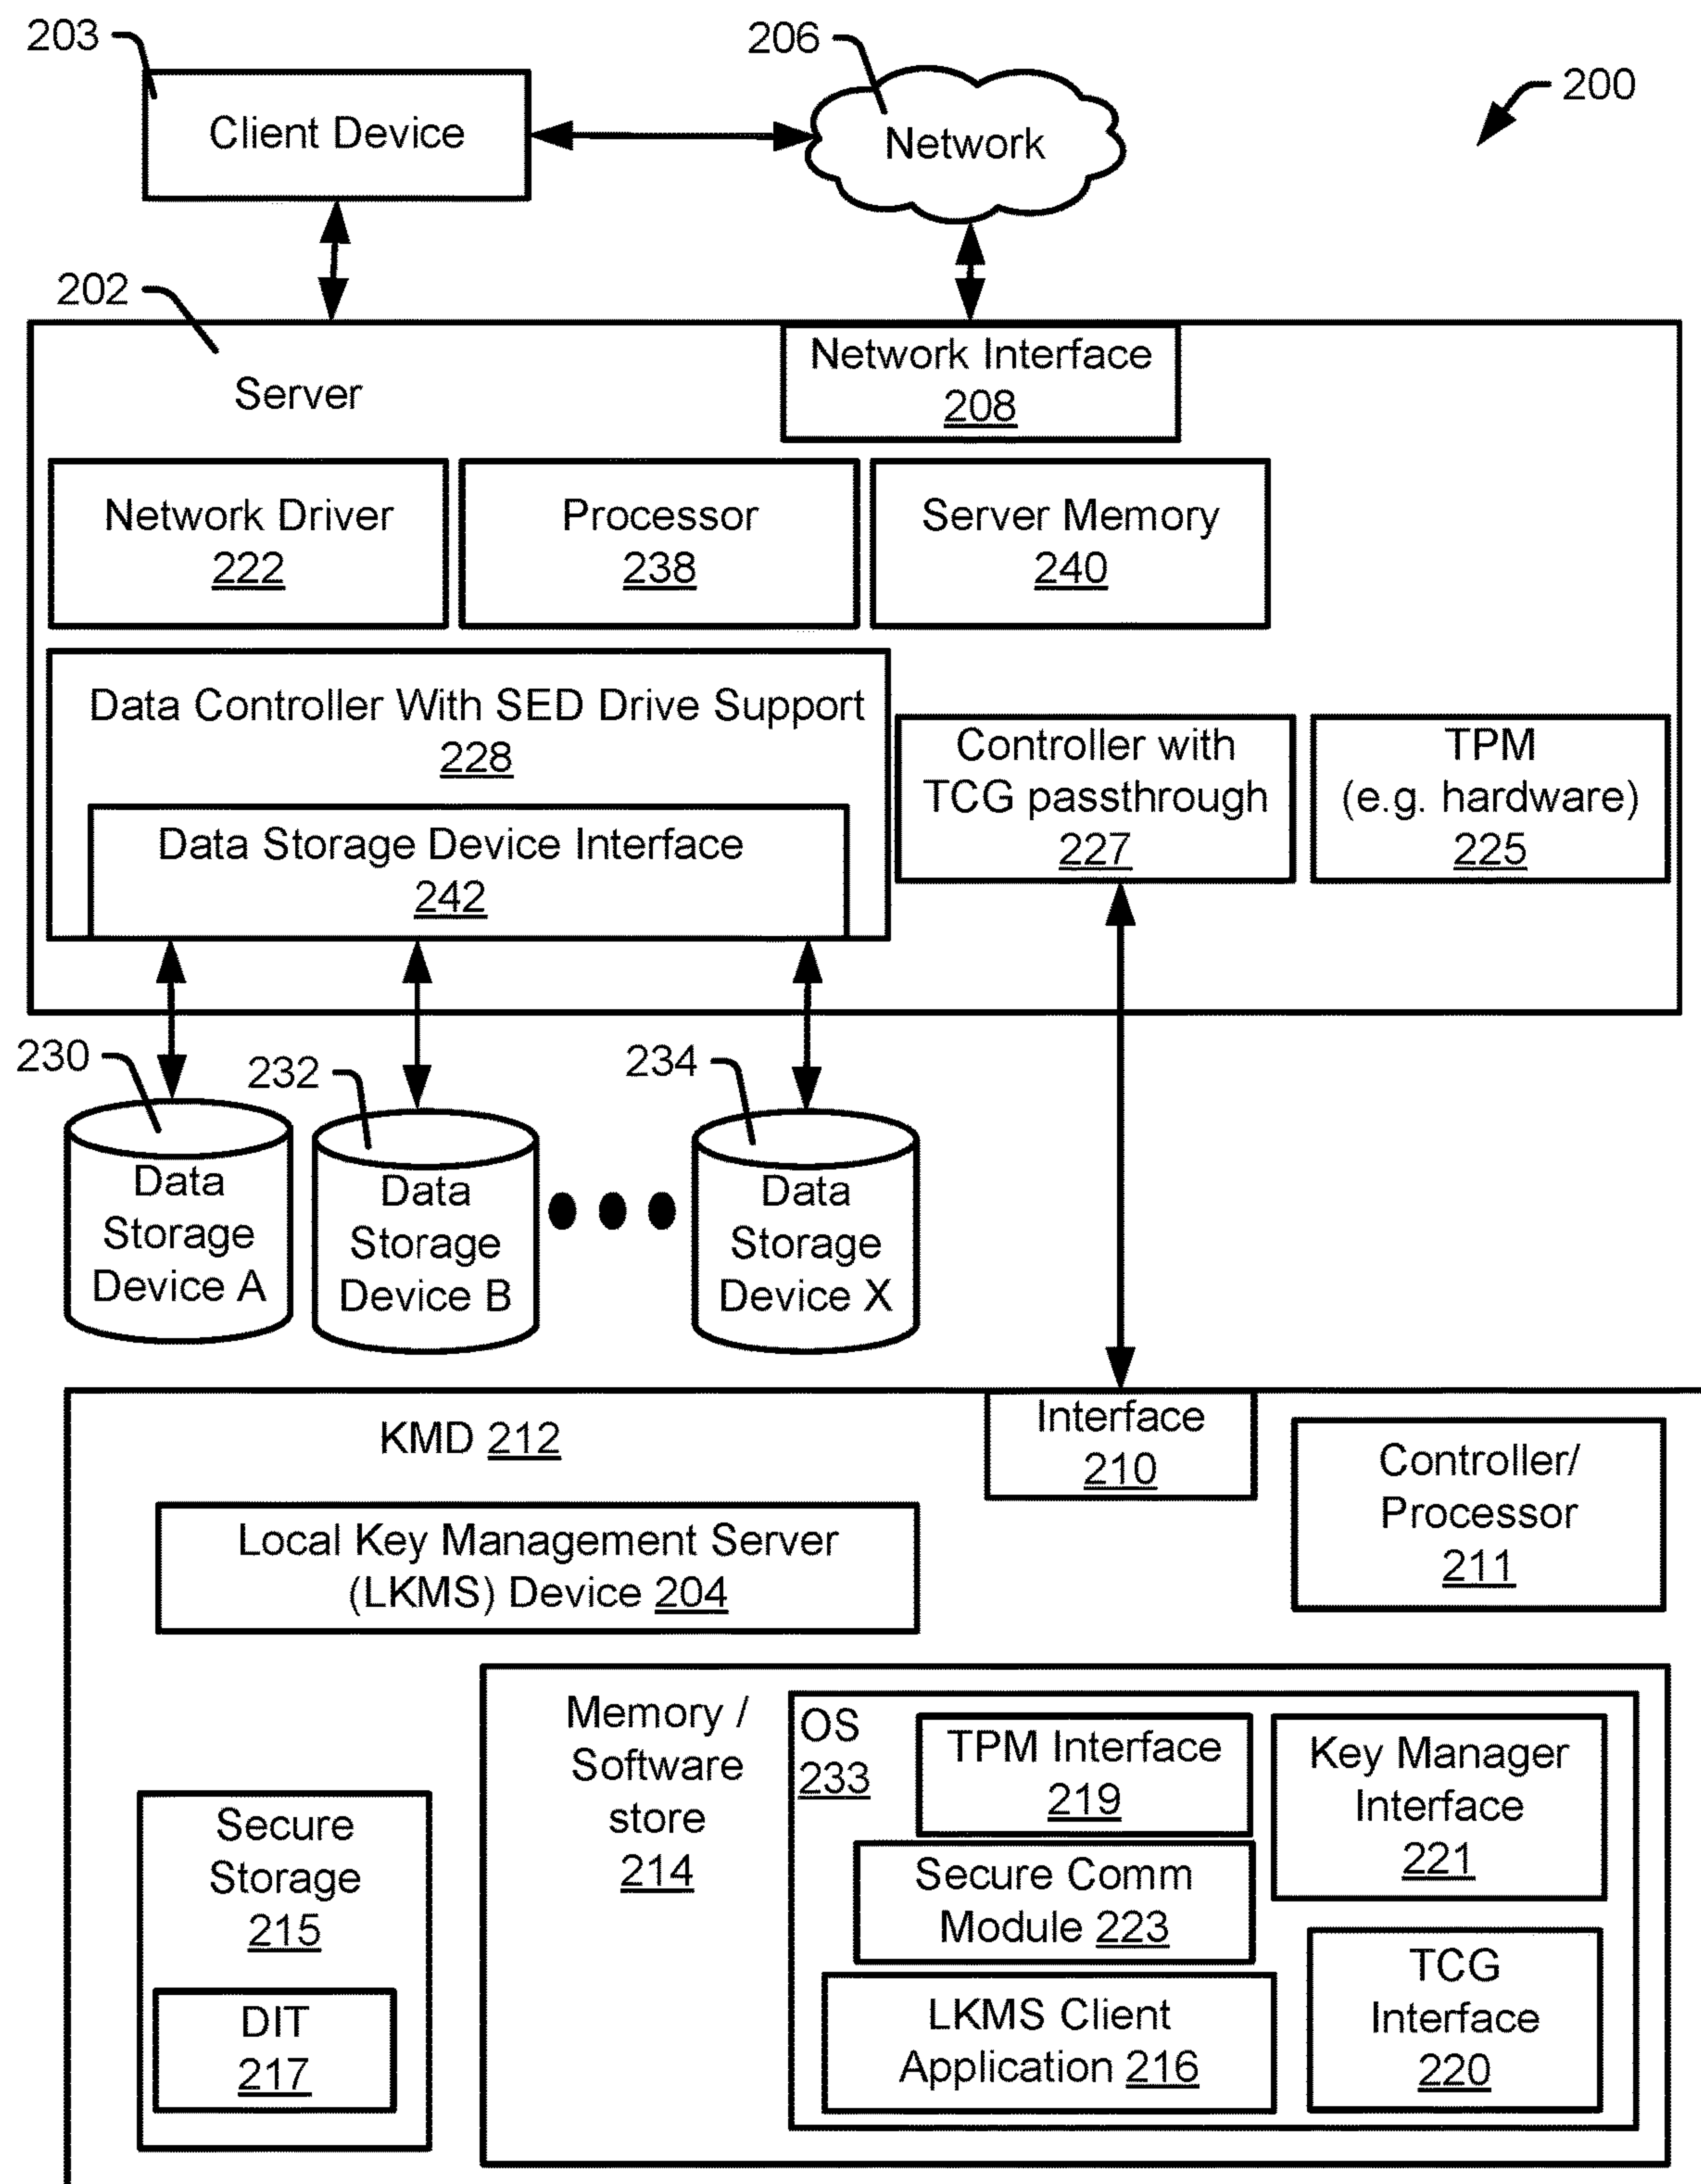 203
206
200
Client Device
Network
202
Server
Network Interface
208
Network Driver
222
Processor
238
Server Memory
240
Data Controller With SED Drive Support
228
Data Storage Device Interface
242
Controller with
TCG passthrough
227
TPM
(e.g. hardware)
225
230
232
234
Data
Storage
Device A
Data
Storage
Device B
Data
Storage
Device X
KMD 212
Interface
210
Controller/
Processor
211
Local Key Management Server
(LKMS) Device 204
Memory /
Software
store
214
OS
233
TPM Interface
219
Key Manager
Interface
221
Secure Comm
Module 223
LKMS Client
Application 216
TCG
Interface
220
Secure
Storage
215
DIT
217